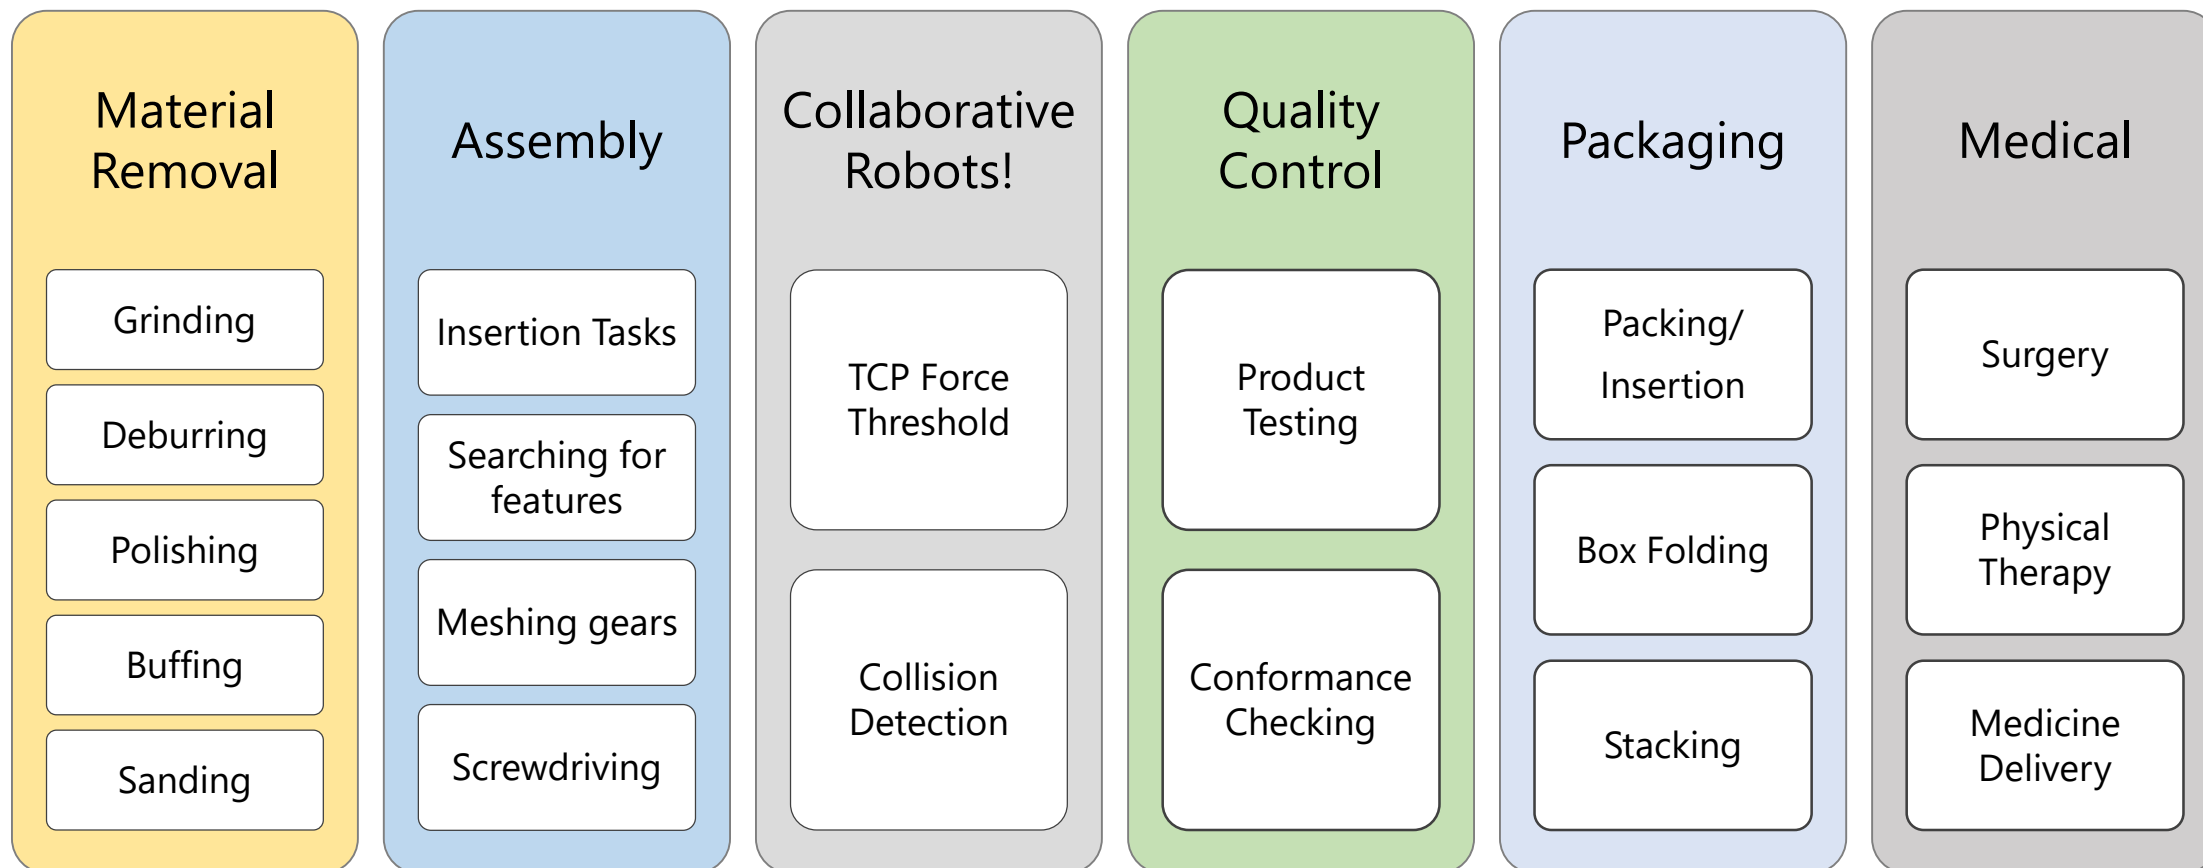 Material
Removal
Grinding
Deburring
Polishing
Buffing
Sanding
Assembly
Insertion Tasks
Searching for
features
Meshing gears
Screwdriving
Collaborative
Robots!
TCP Force
Threshold
Collision
Detection
Quality
Control
Product
Testing
Conformance
Checking
Packaging
Packing/
Insertion
Box Folding
Stacking
Medical
Surgery
Physical
Therapy
Medicine
Delivery